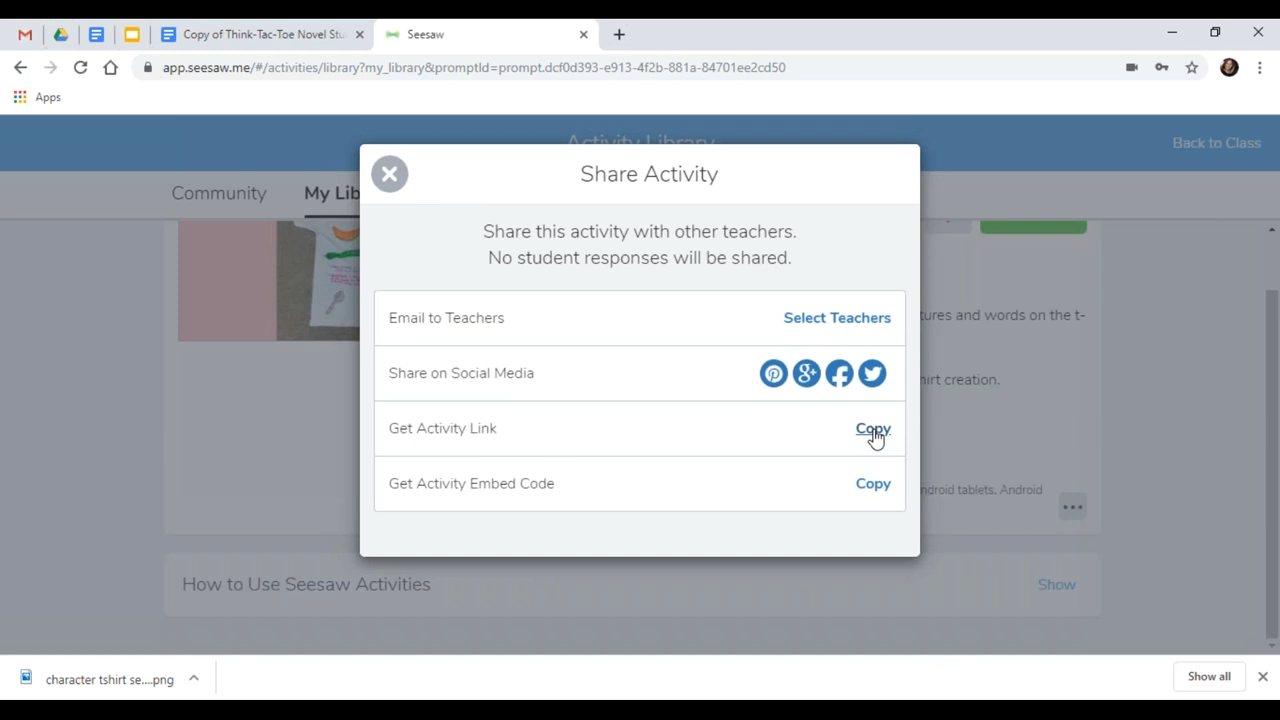 Copy of Think-Tac-Toe Novel Stu
Seesaw
app.seesaw.me/#/activities/library?my_library&promptId=prompt.dcf0d393-e913-4f2b-881a-84701ee2cd50
Apps
Activity Library
Back to Class
Community
My Lib
Share Activity
Share this activity with other teachers.
No student responses will be shared.
Email to Teachers
Select Teachers
tures and words on the t-
Share on Social Media
hirt creation.
Get Activity Link
Copy
Get Activity Embed Code
Copy
ndroid tablets, Android
How to Use Seesaw Activities
Show
character tshirt se....png
Show all